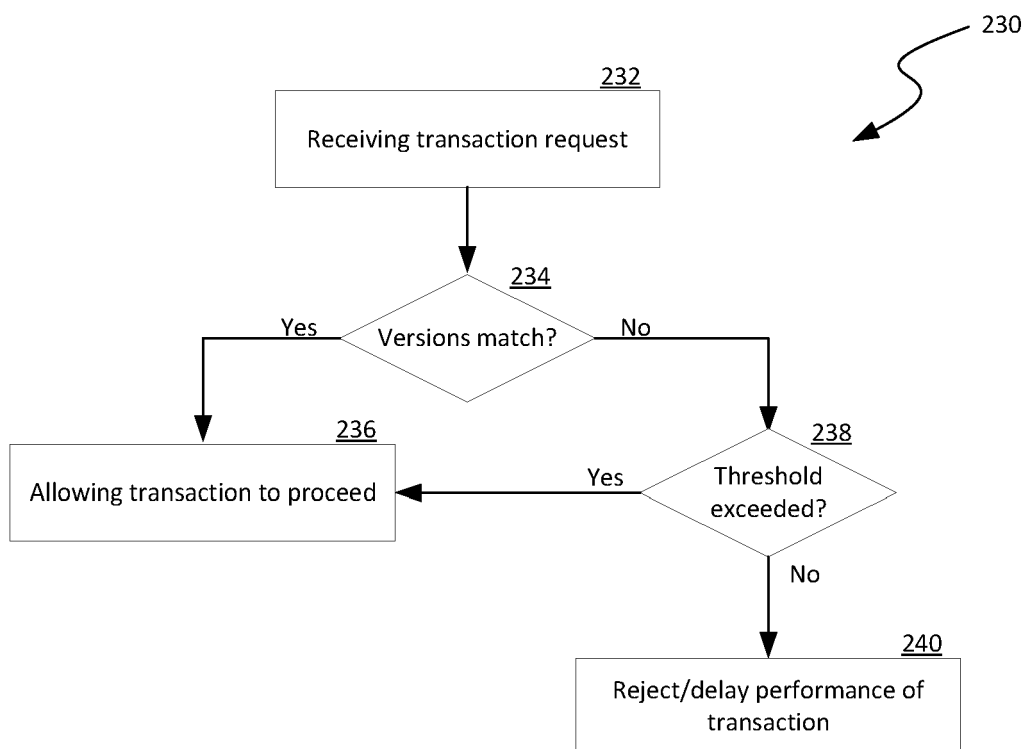 230
232
Receiving transaction request
234
Versions match?
Yes
No
236
Allowing transaction to proceed
238
Threshold
exceeded?
Yes
No
240
Reject/delay performance of
transaction